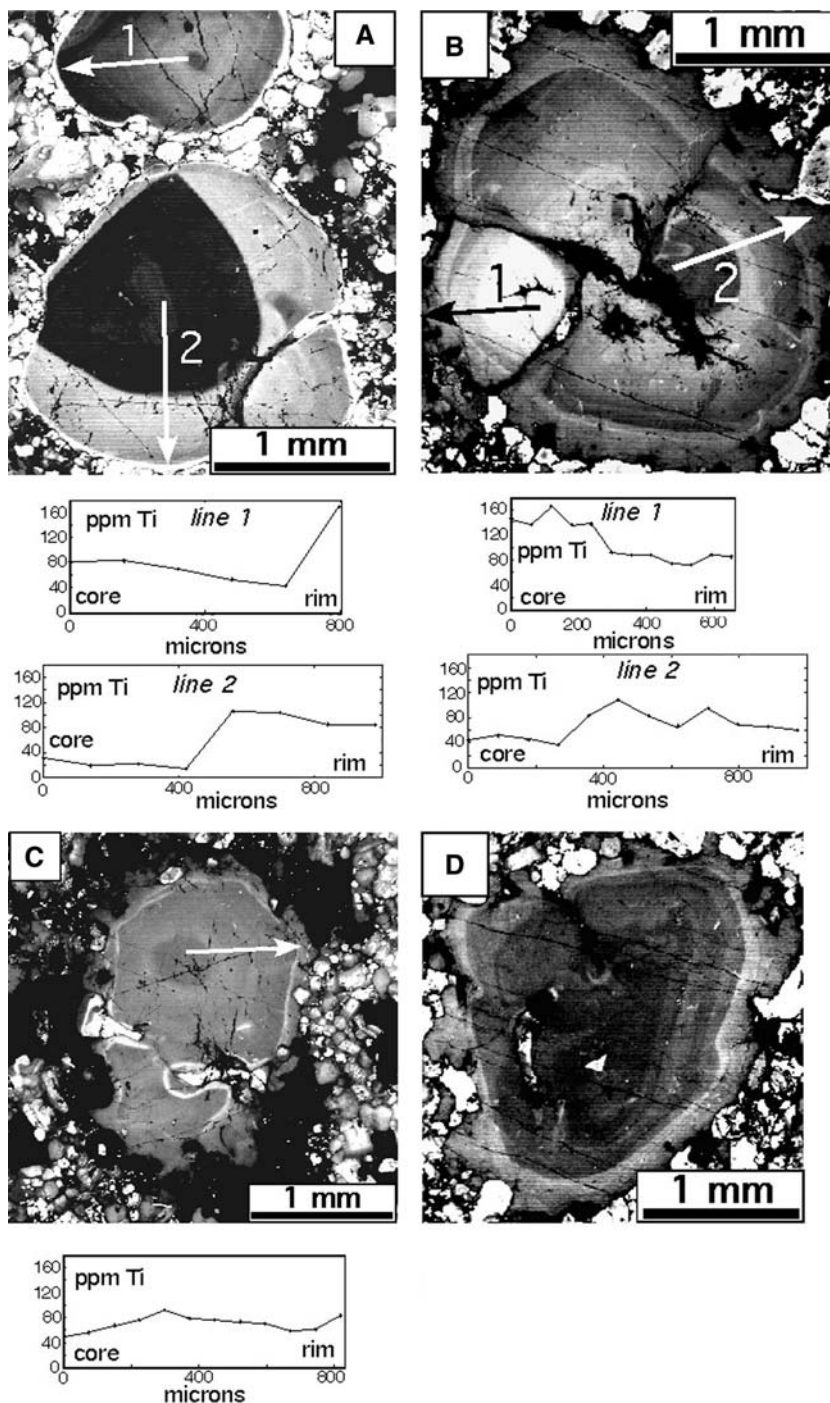 A
1
2
1 mm
B
1 mm
1
2
ppm Ti line 1
160
120
80
40
0
core rim
0 400 800
microns
ppm Ti line 2
160
120
80
40
0
core rim
0 400 800
microns
160
120
80
40
0
line 1
ppm Ti
core rim
0 200 400 600
microns
ppm Ti line 2
160
120
80
40
0
core rim
0 400 800
microns
C
1 mm
D
1 mm
ppm Ti
160
120
80
40
0
core rim
0 400 800
microns